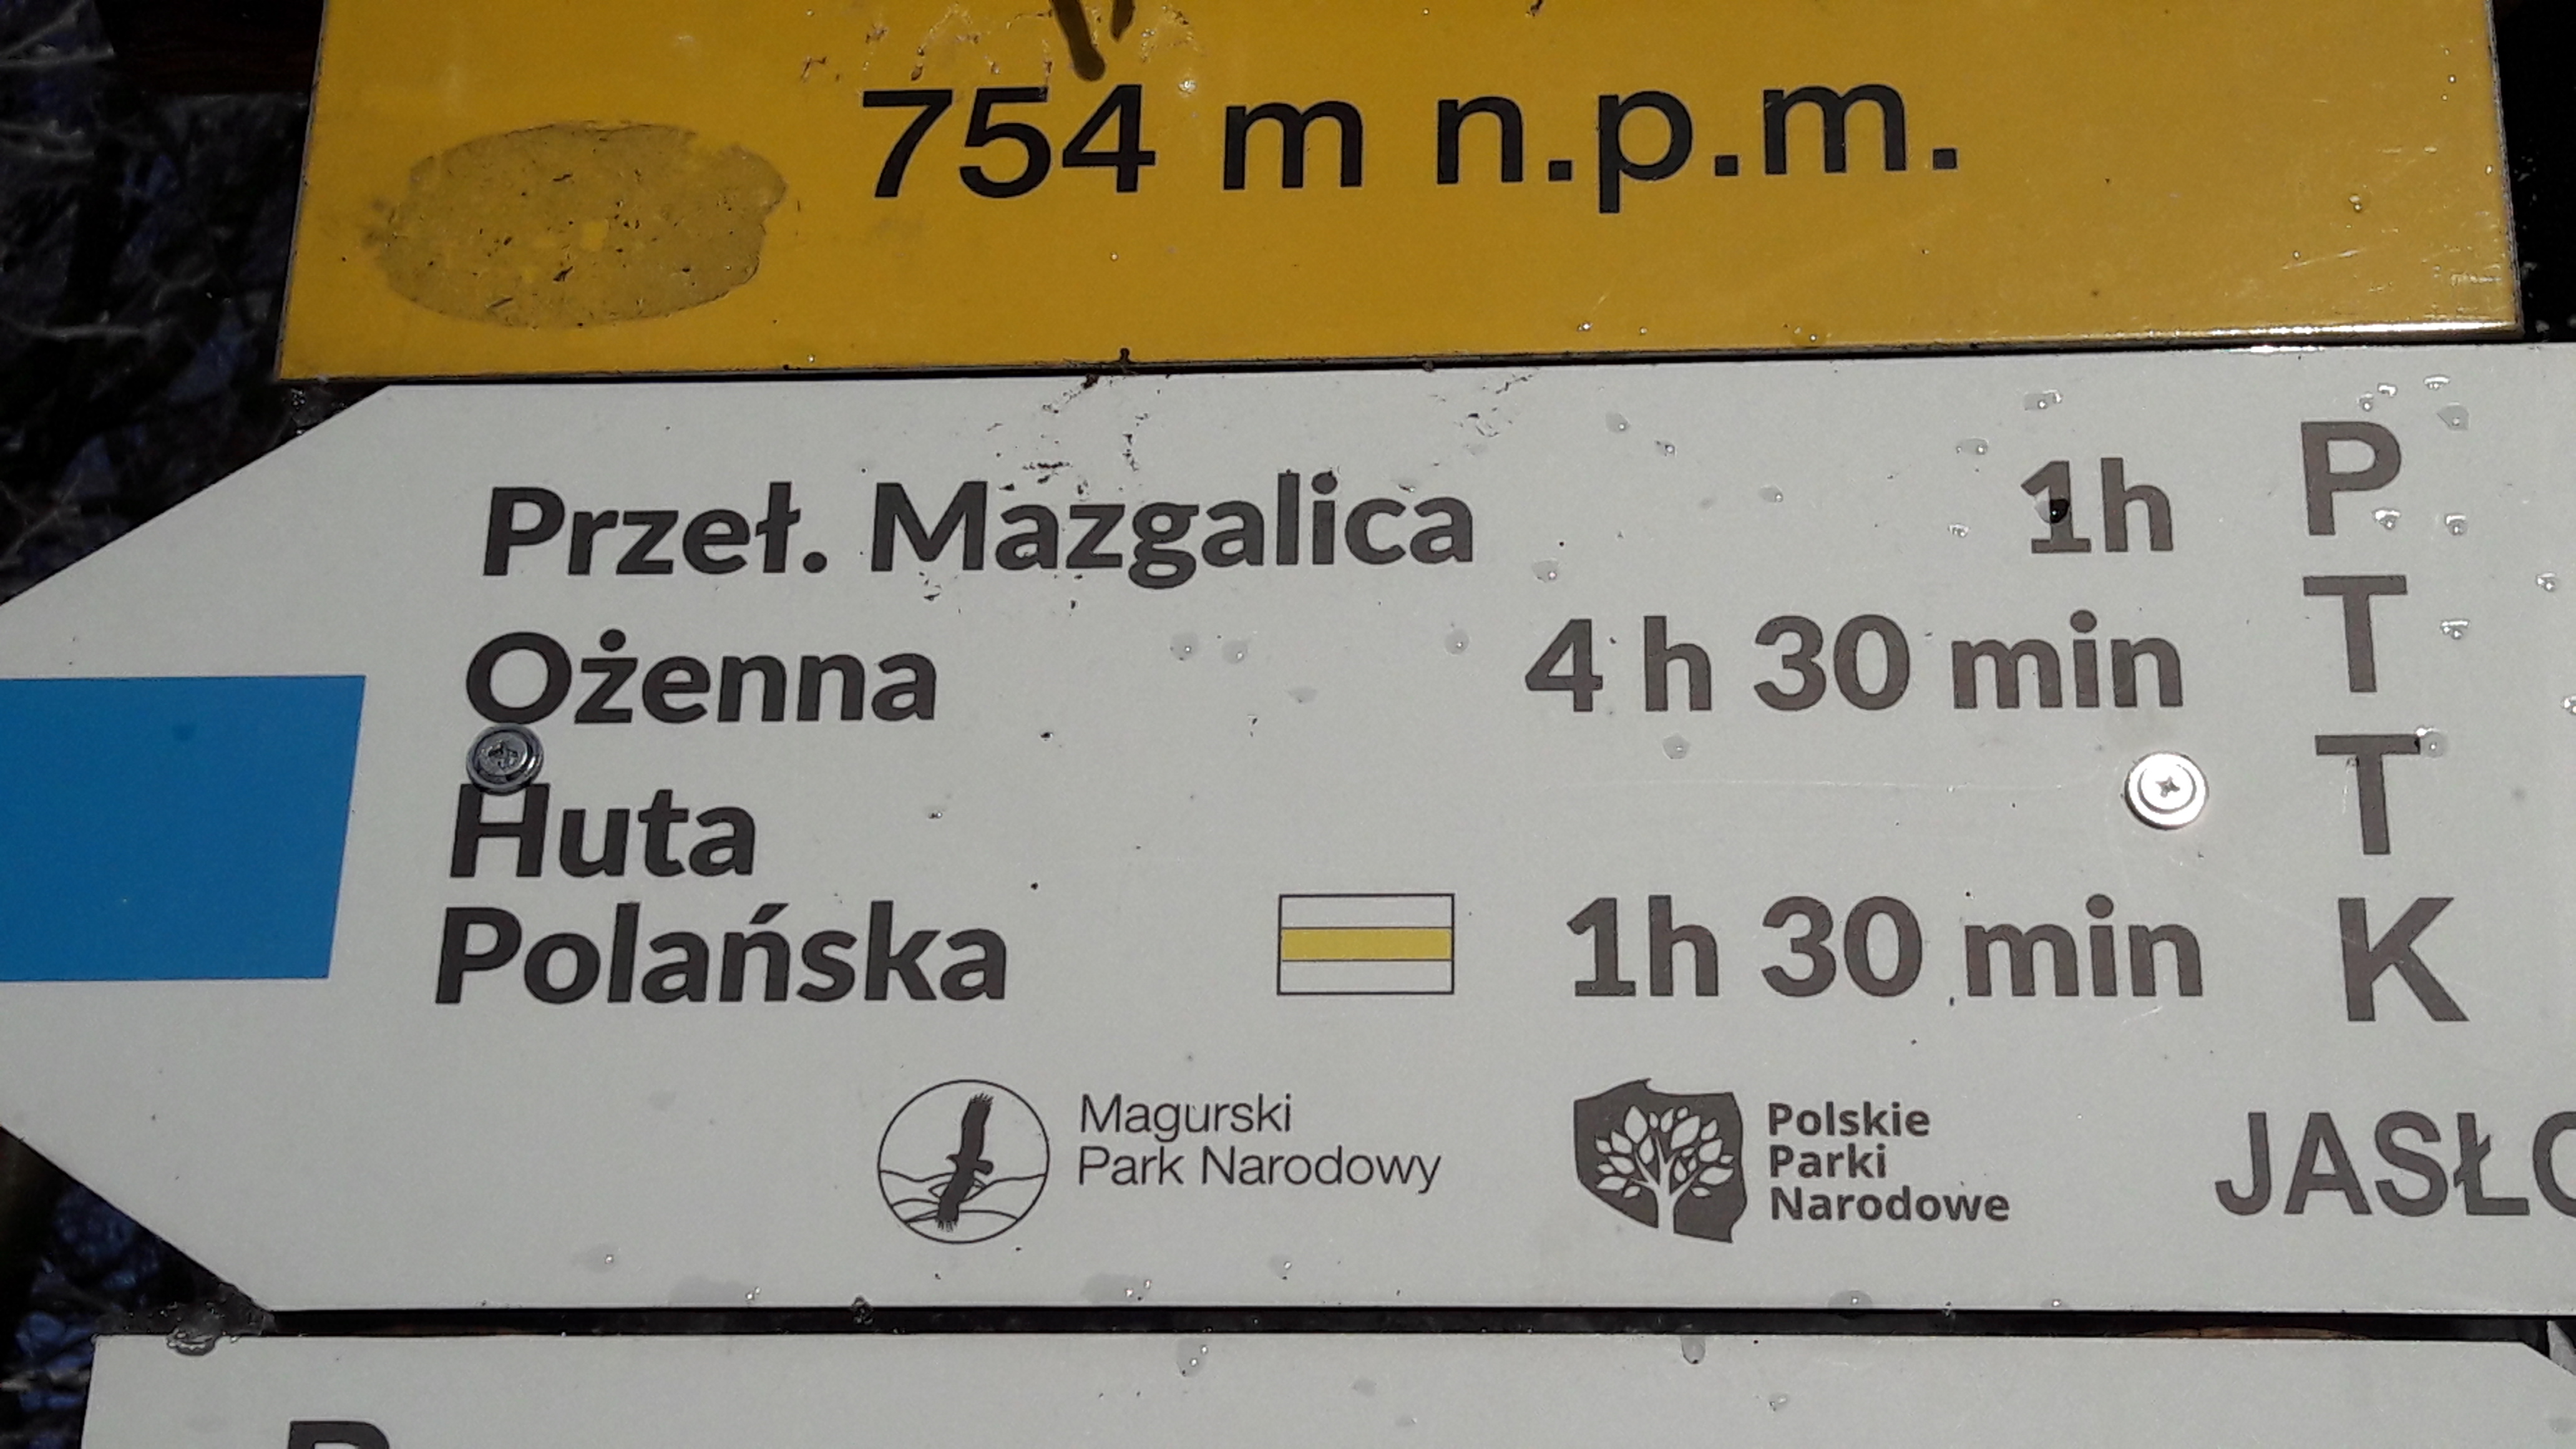 754 m n.p.m.
Przeł. Mazgalica 1h
Ożenna 4 h 30 min
Huta
Polańska 1h 30 min
P
T
T
K
Magurski
Park Narodowy
Polskie
Parki
Narodowe
JASŁO